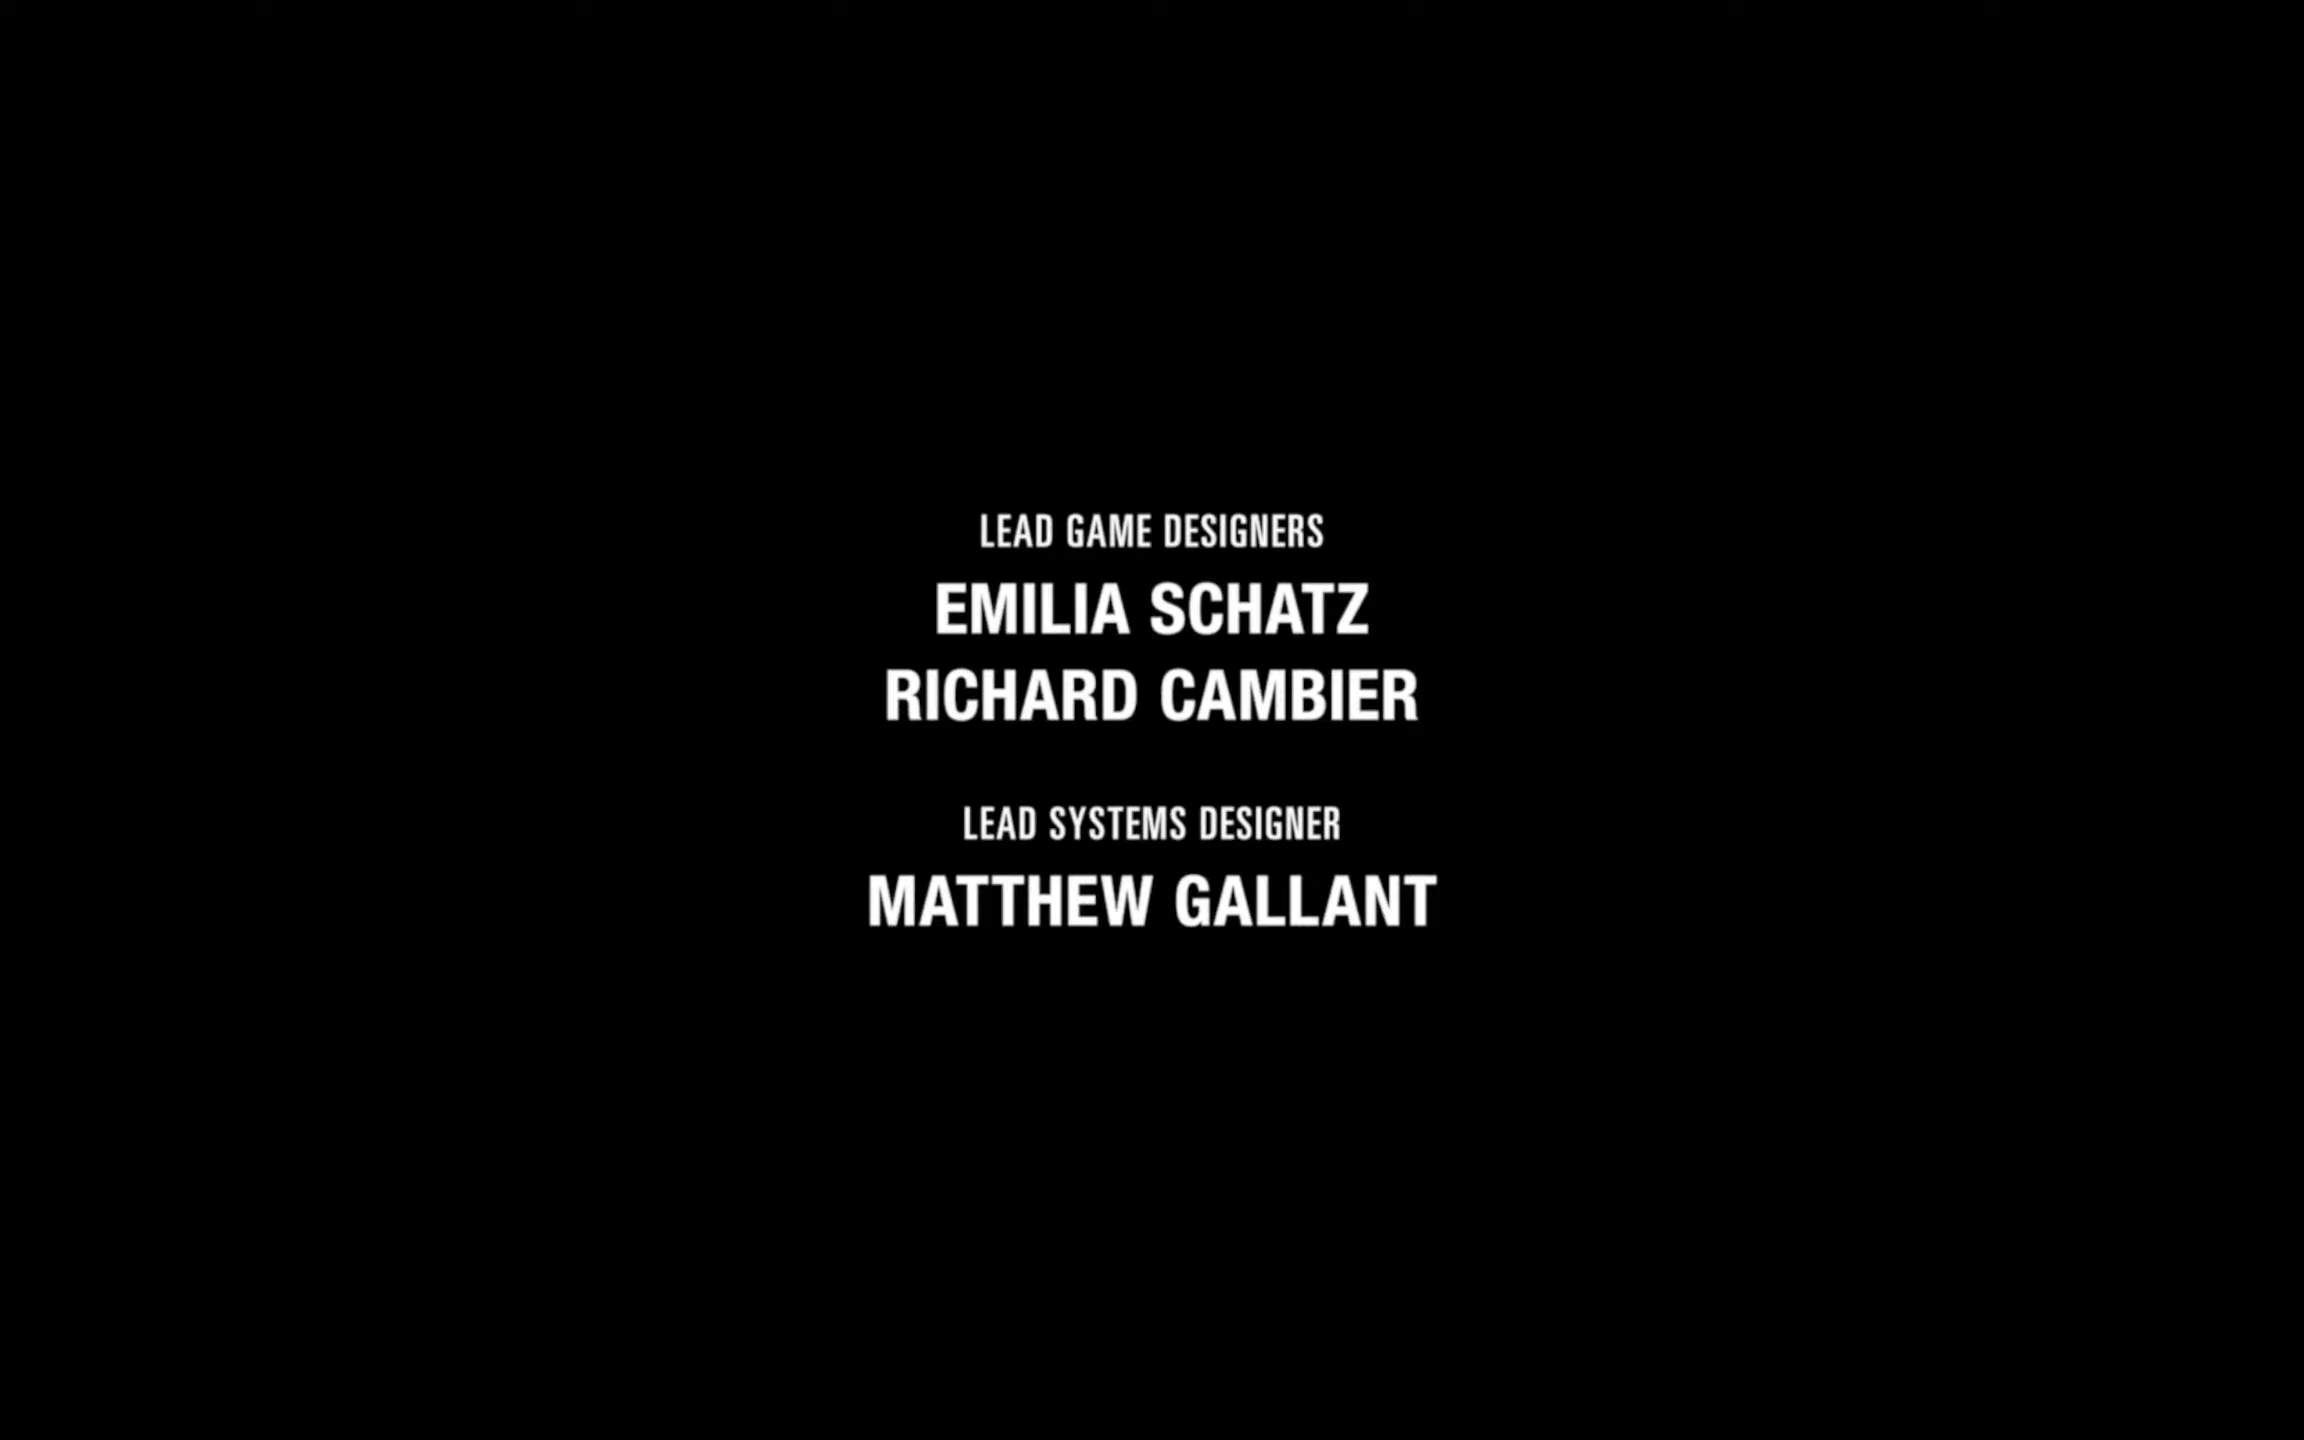 LEAD GAME DESIGNERS
EMILIA SCHATZ
RICHARD CAMBIER
LEAD SYSTEMS DESIGNER
MATTHEW GALLANT